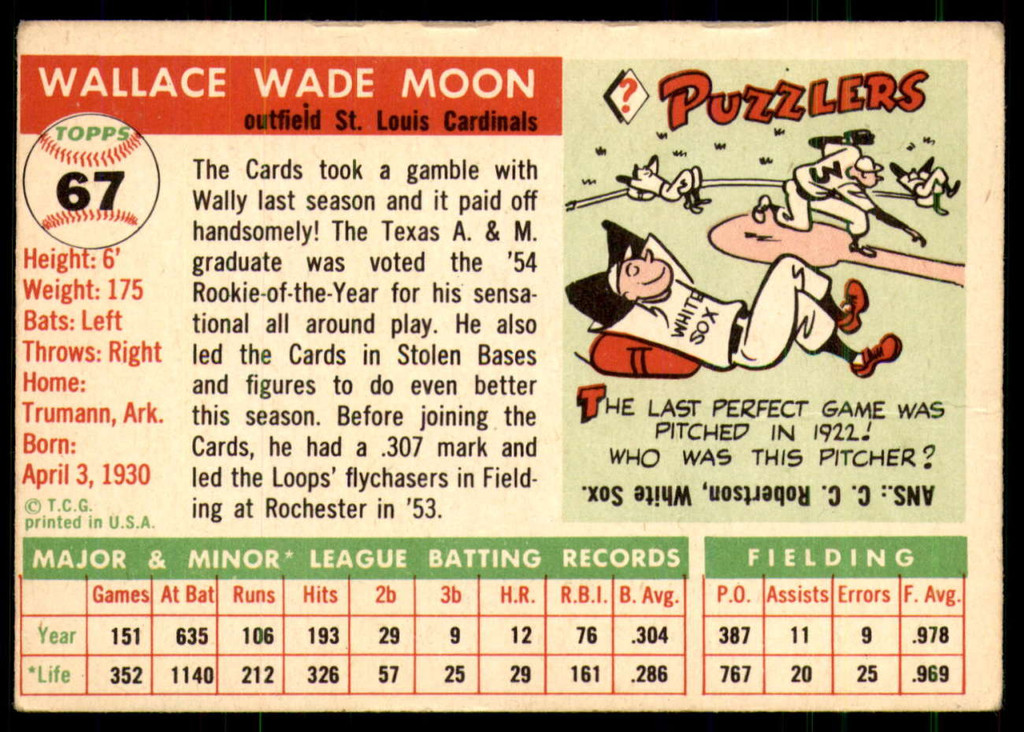 WALLACE WADE MOON
outfield St. Louis Cardinals
TOPPS
67
Height: 6'
Weight: 175
Bats: Left
Throws: Right
Home:
Trumann, Ark.
Born:
April 3, 1930
© T.C.G.
printed in U.S.A.
The Cards took a gamble with
Wally last season and it paid off
handsomely! The Texas A. & M.
graduate was voted the '54
Rookie-of-the-Year for his sensa-
tional all around play. He also
led the Cards in Stolen Bases
and figures to do even better
this season. Before joining the
Cards, he had a .307 mark and
led the Loops' flychasers in Field-
ing at Rochester in '53.
? PUZZLERS
3
WHITE
SOX
THE LAST PERFECT GAME WAS
PITCHED IN 1922!
WHO WAS THIS PITCHER?
ANS.: C. C. Robertson, White Sox.
MAJOR & MINOR* LEAGUE BATTING RECORDS FIELDING
Games At Bat Runs Hits 2b 3b H.R. R.B.I. B. Avg. P.O. Assists Errors F. Avg.
Year 151 635 106 193 29 9 12 76 .304 387 11 9 .978
*Life 352 1140 212 326 57 25 29 161 .286 767 20 25 .969